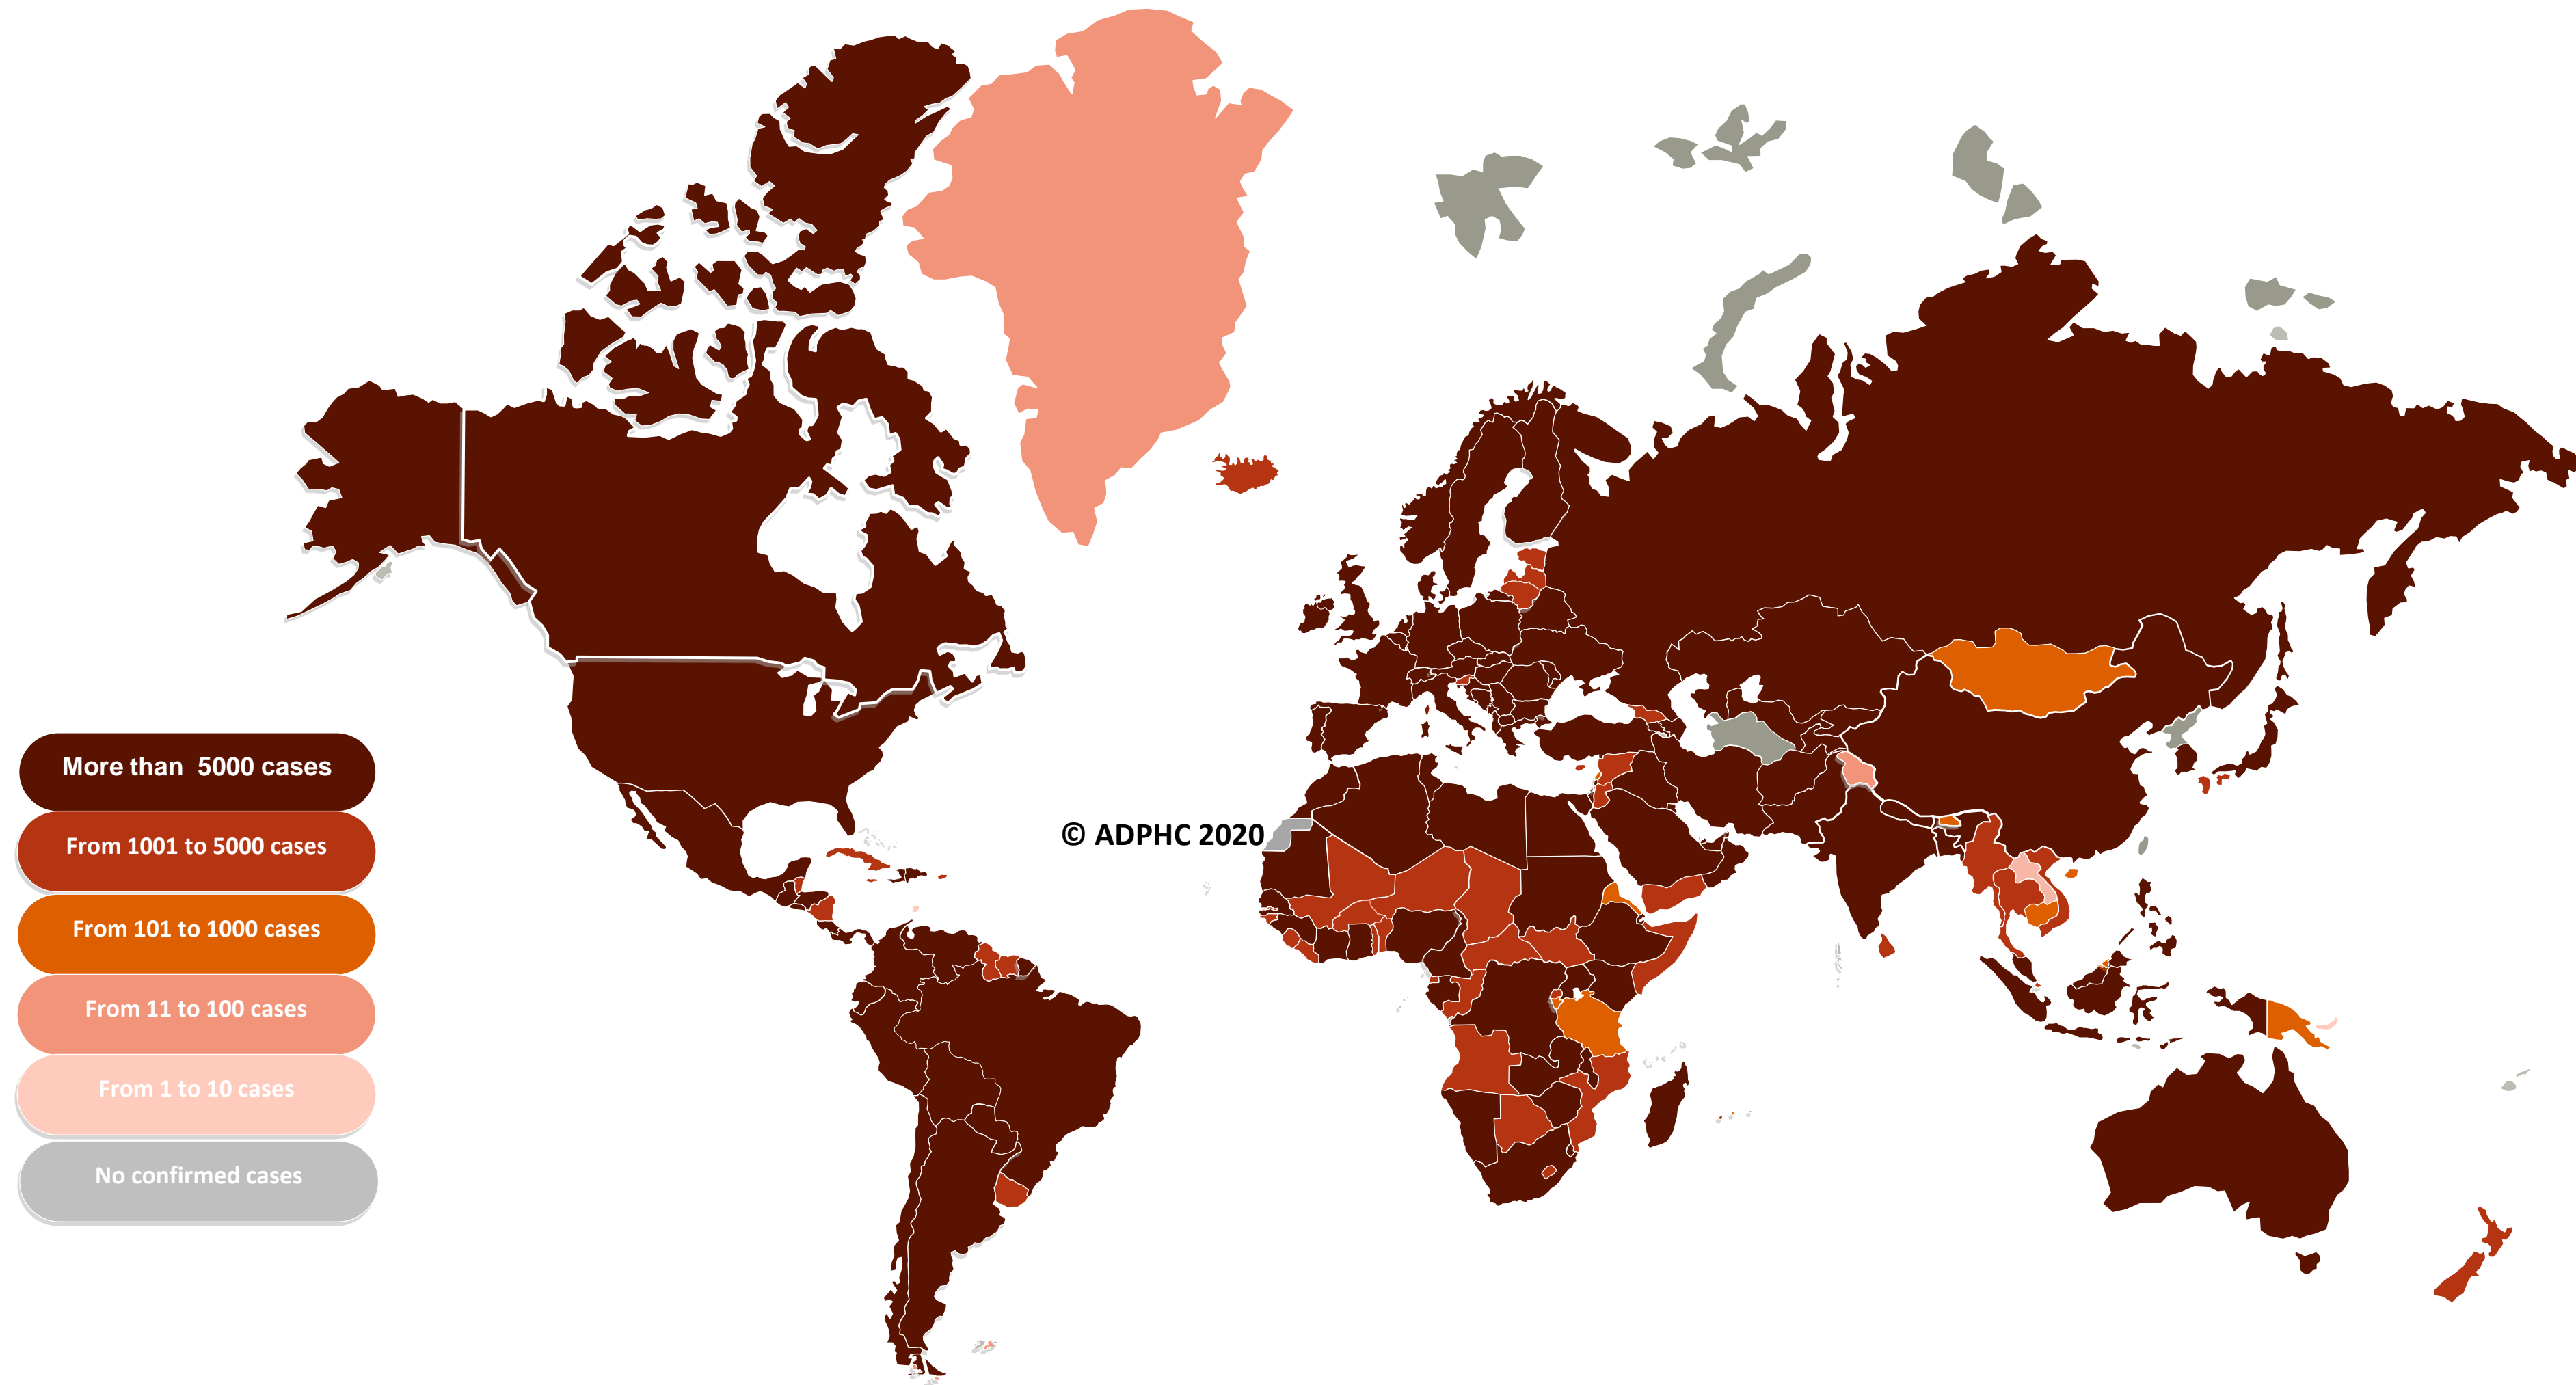 More than  5000 cases
From 1001 to 5000 cases
© ADPHC 2020
From 101 to 1000 cases
From 11 to 100 cases
From 1 to 10 cases
No confirmed cases